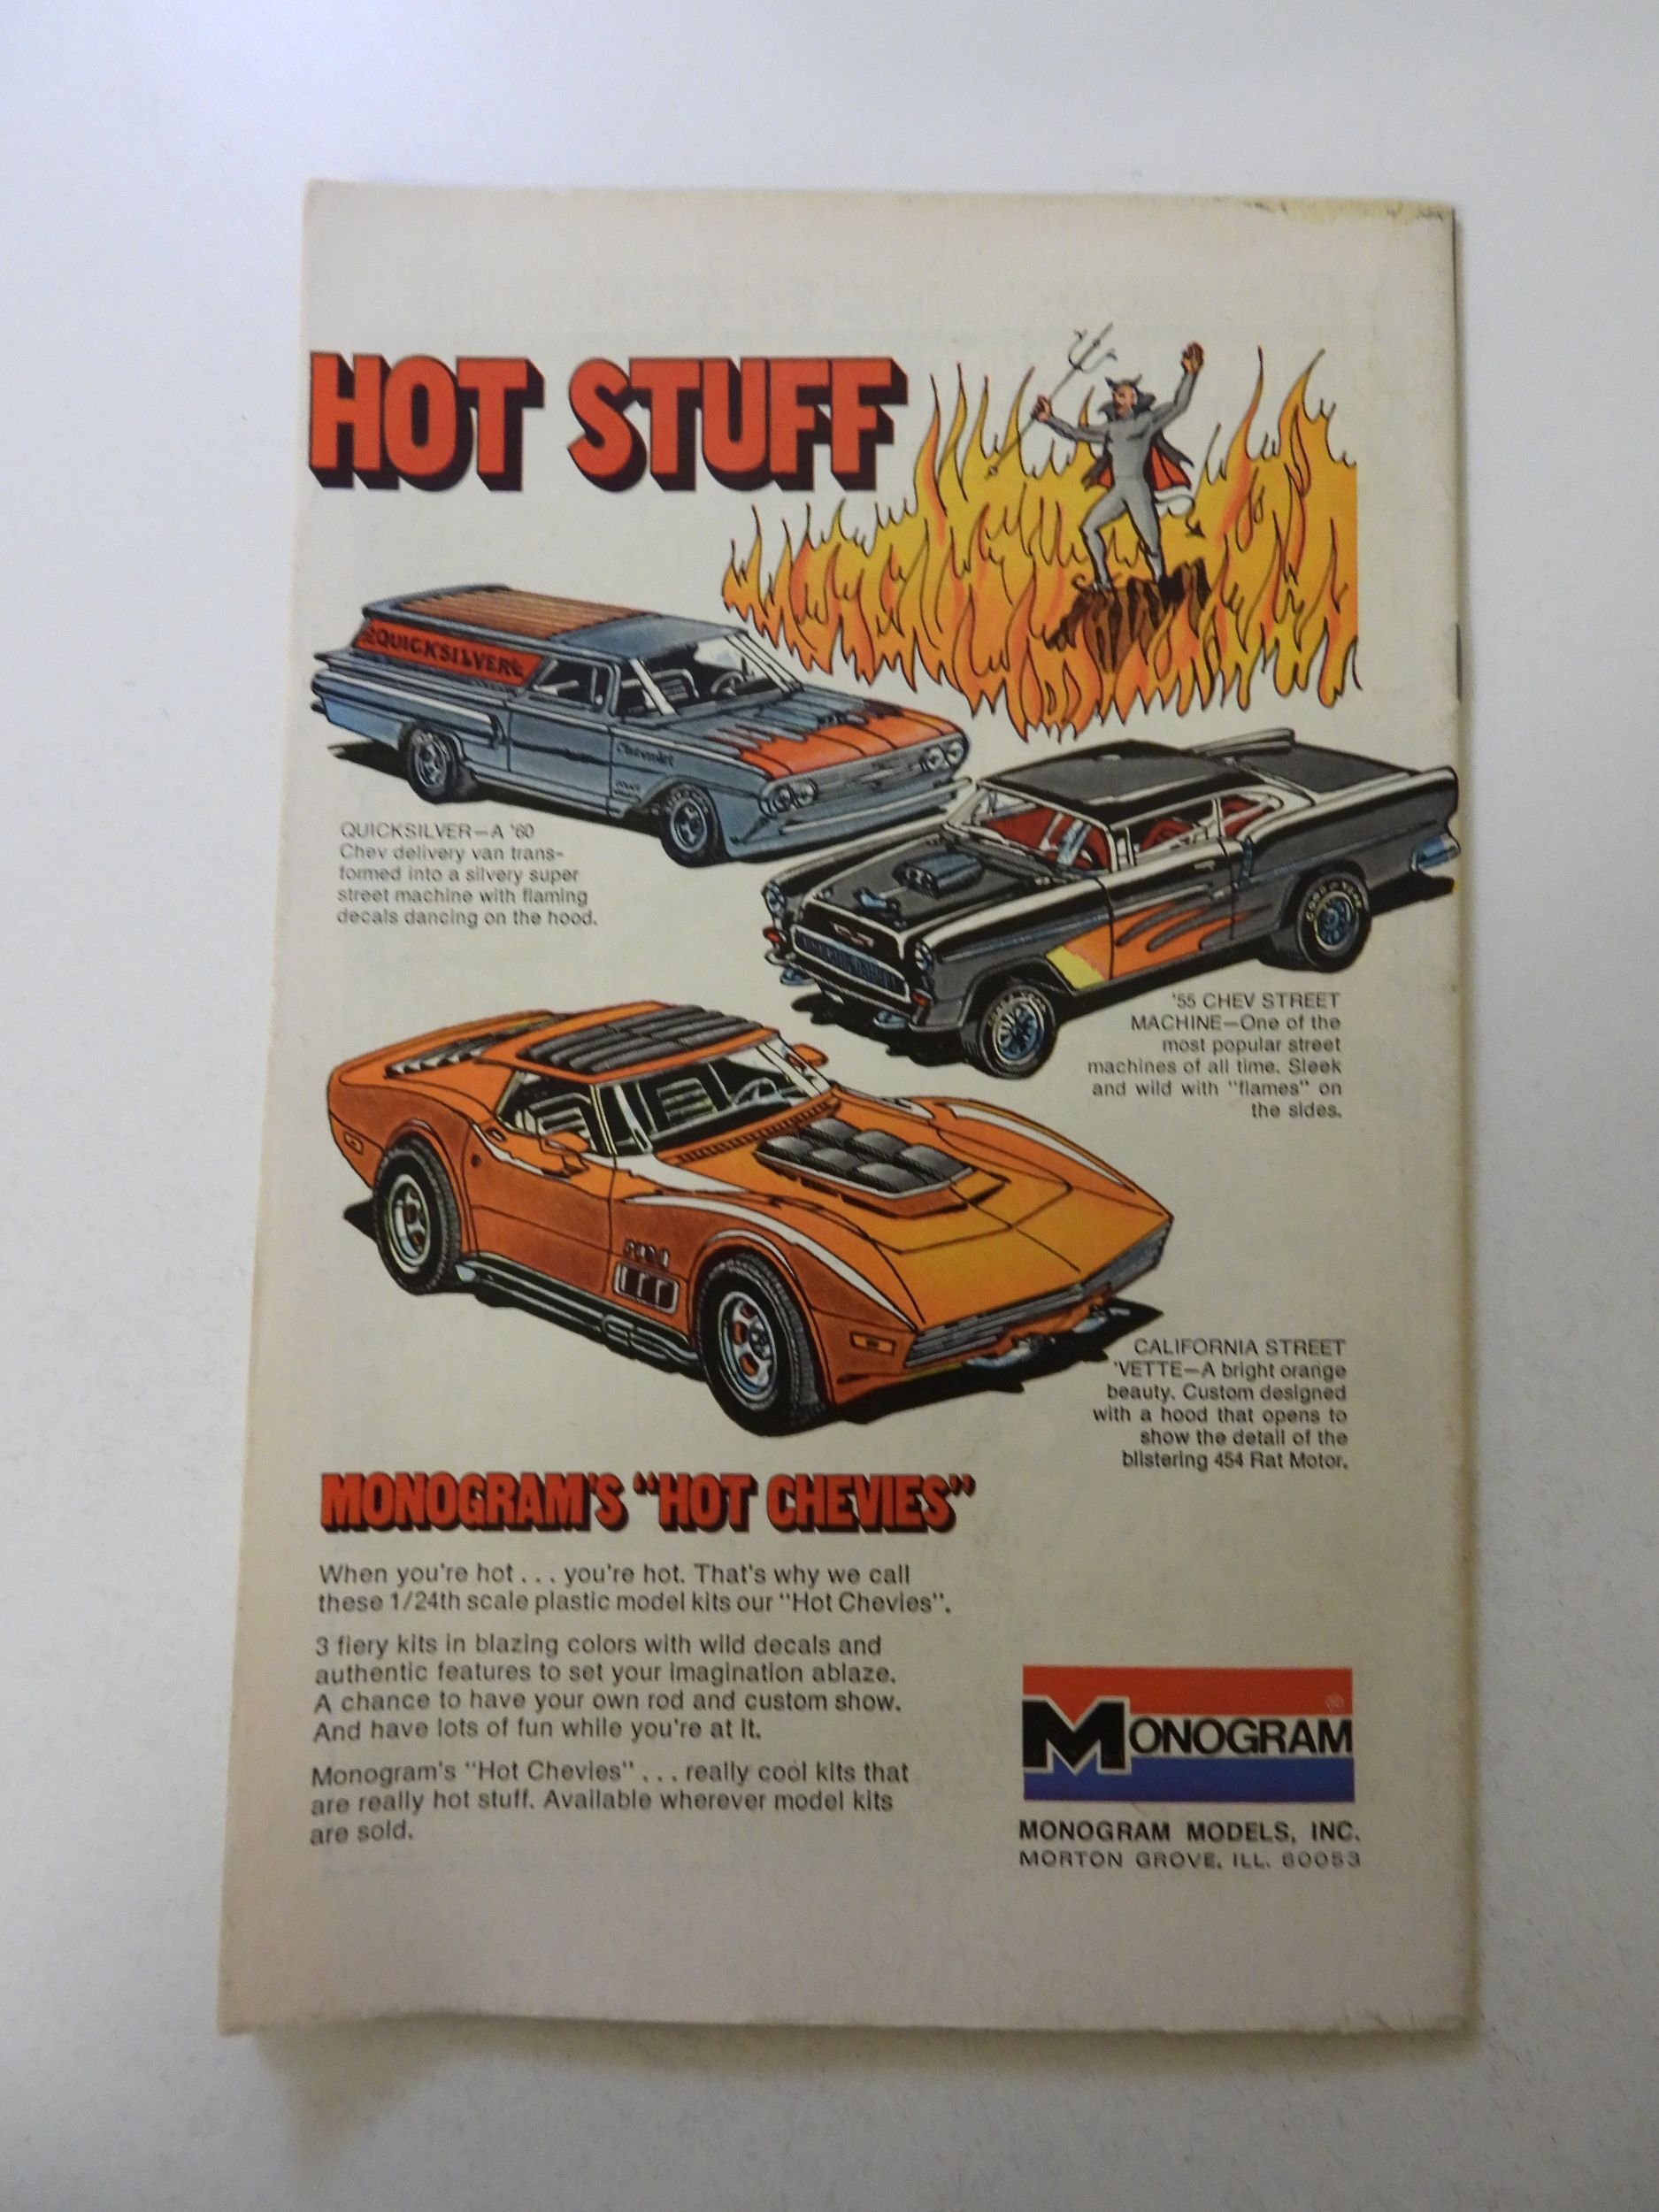 HOT STUFF
QUICKSILVER
Chevrolet
QUICKSILVER—A '60
Chev delivery van trans-
formed into a silvery super
street machine with flaming
decals dancing on the hood.
'55 CHEV STREET
MACHINE—One of the
most popular street
machines of all time. Sleek
and wild with "flames" on
the sides.
CALIFORNIA STREET
'VETTE—A bright orange
beauty. Custom designed
with a hood that opens to
show the detail of the
blistering 454 Rat Motor.
MONOGRAM'S "HOT CHEVIES"
When you're hot . . . you're hot. That's why we call
these 1/24th scale plastic model kits our "Hot Chevies".
3 fiery kits in blazing colors with wild decals and
authentic features to set your imagination ablaze.
A chance to have your own rod and custom show.
And have lots of fun while you're at it.
Monogram's "Hot Chevies" . . . really cool kits that
are really hot stuff. Available wherever model kits
are sold.
MONOGRAM®
MONOGRAM MODELS, INC.
MORTON GROVE, ILL. 60053